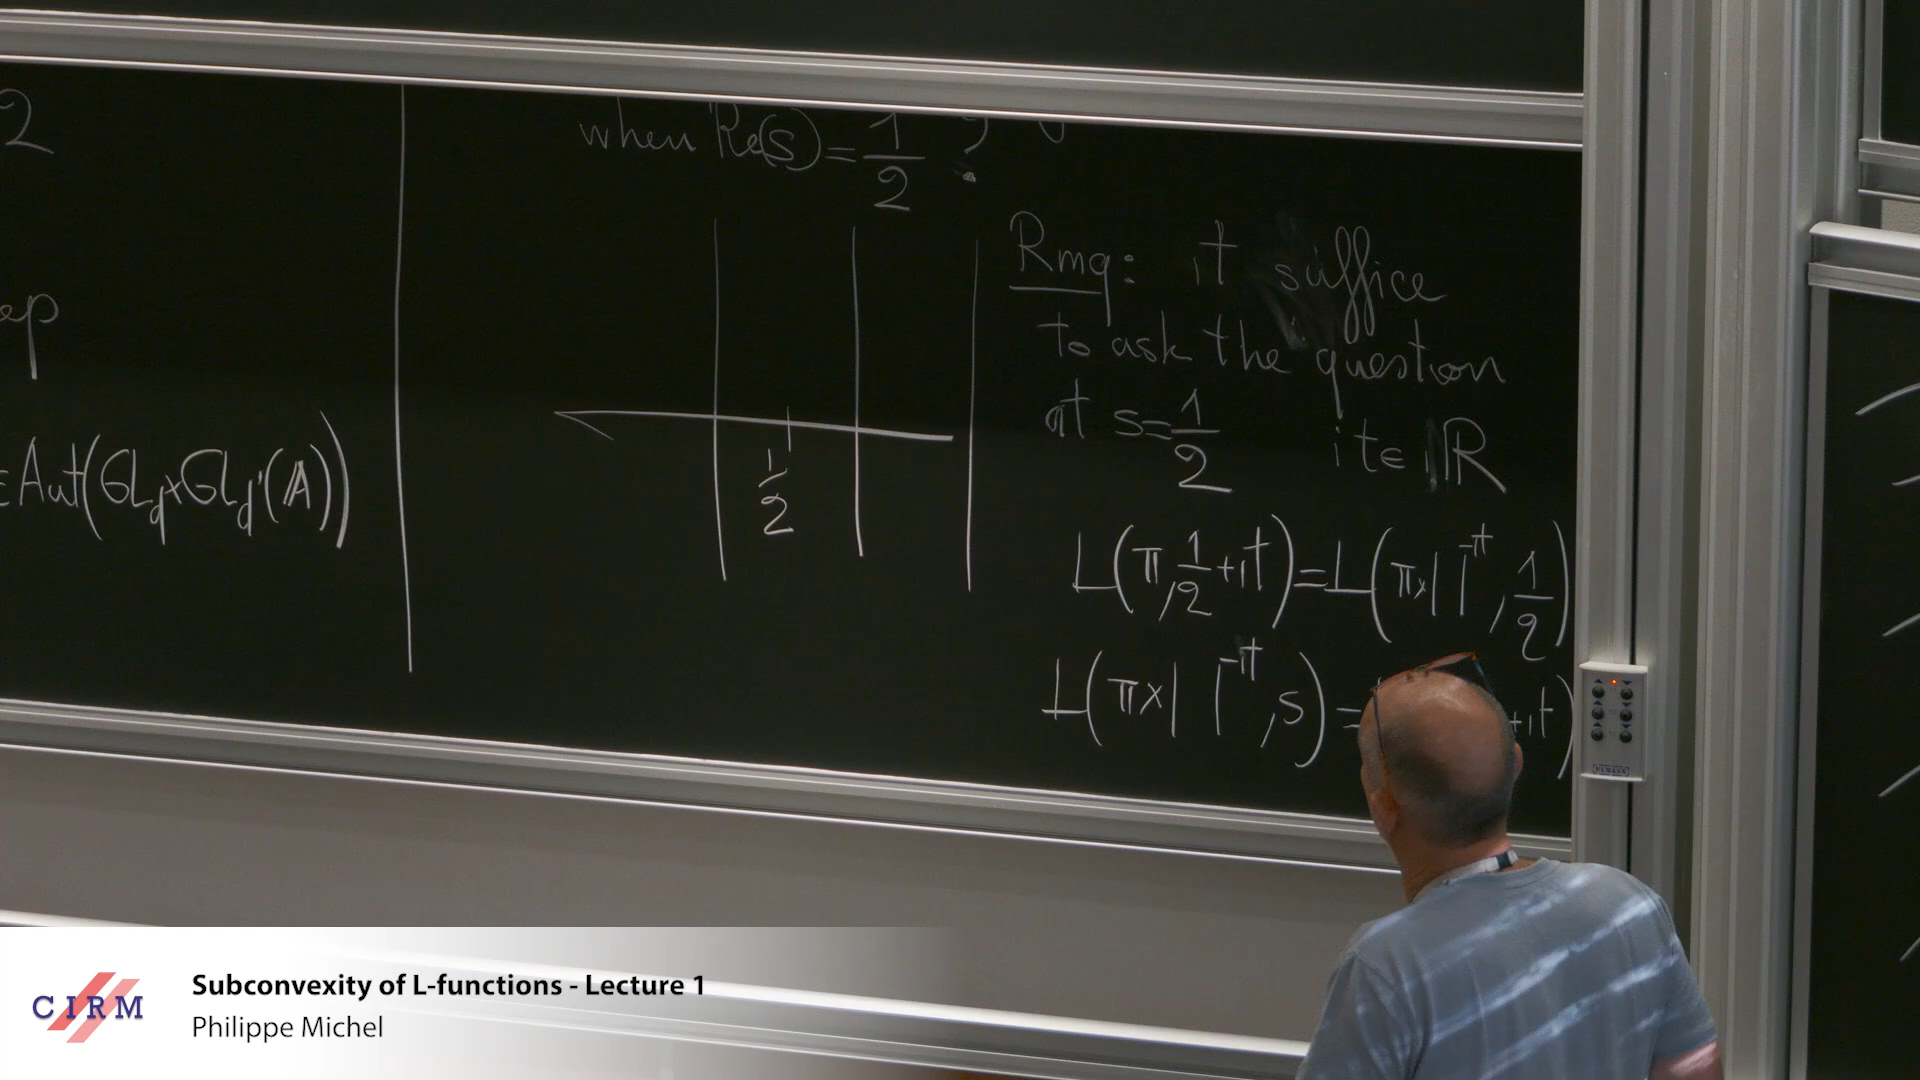 2
ep
∈Aut(GL_d×GL_d'(A))
when Re(s)=1/2 ?
1/2
Rmq: it suffice
to ask the question
at s=1/2 it∈iR
L(π,1/2+it)=L(π×| |^it,1/2)
L(π×| |^it,s)= +it)
CIRM
Subconvexity of L-functions - Lecture 1
Philippe Michel